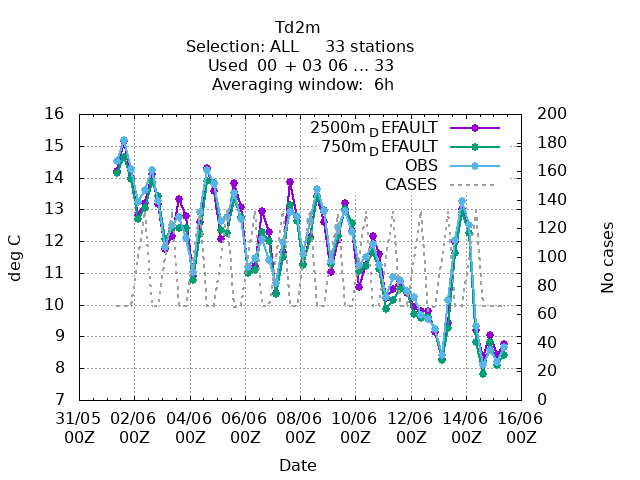 Td2m
Selection: ALL 33 stations
Used 00 + 03 06 ... 33
Averaging window: 6h
2500m_DEFAULT
750m_DEFAULT
OBS
CASES
16
15
14
13
12
11
10
9
8
7
deg C
200
180
160
140
120
100
80
60
40
20
0
No cases
31/05 02/06 04/06 06/06 08/06 10/06 12/06 14/06 16/06
00Z 00Z 00Z 00Z 00Z 00Z 00Z 00Z 00Z
Date